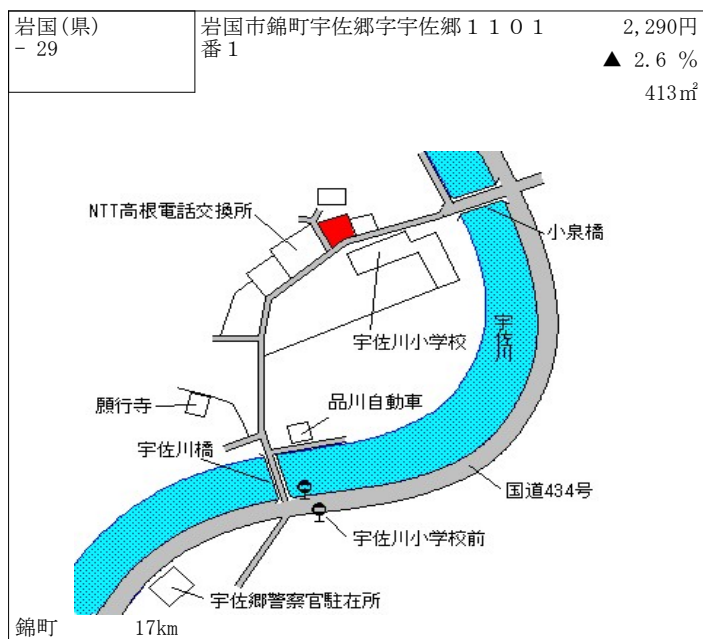 岩国(県)
- 29
岩国市錦町宇佐郷字宇佐郷１１０１
番１
2,290円
▲ 2.6 %
413㎡
NTT高根電話交換所
小泉橋
宇佐川小学校
宇佐川
願行寺
品川自動車
宇佐川橋
国道434号
宇佐川小学校前
宇佐郷警察官駐在所
錦町 17km